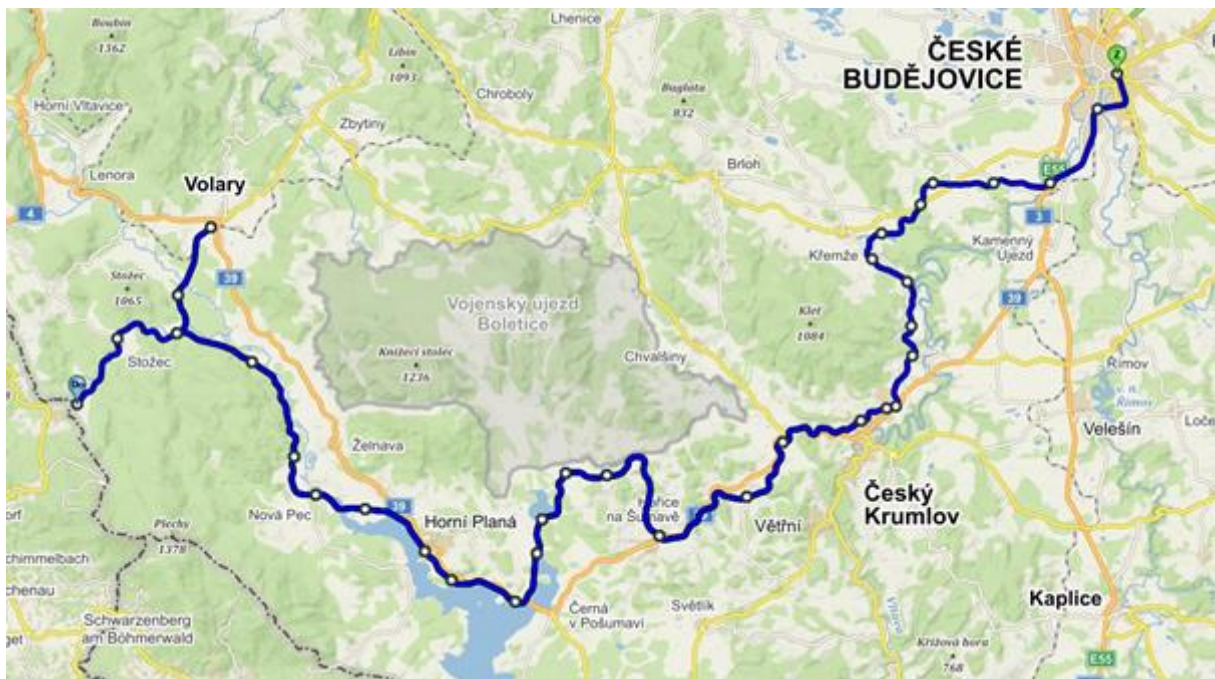 Boubín
1362
Libín
1093
Lhenice
ČESKÉ
BUDĚJOVICE
Z
Chroboly
Buglata
832
Horní Vltavice
Zbytiny
Brloh
E55
Lenora
Volary
4
3
Kamenný
Újezd
Křemže
39
39
Stožec
1065
Vojenský újezd
Boletice
Kleť
1084
Knížecí stolec
1236
Chvalšiny
Stožec
Římov
v. n.
Římov
Velešín
Želnava
Český
Krumlov
Nová Pec
39
Horní Planá
Hořice
na Šumavě
Větřní
Plechý
1378
Schwarzenberg
am Böhmerwald
Černá
v Pošumaví
Světlík
Vltava
Kaplice
Křížová hora
768
E55